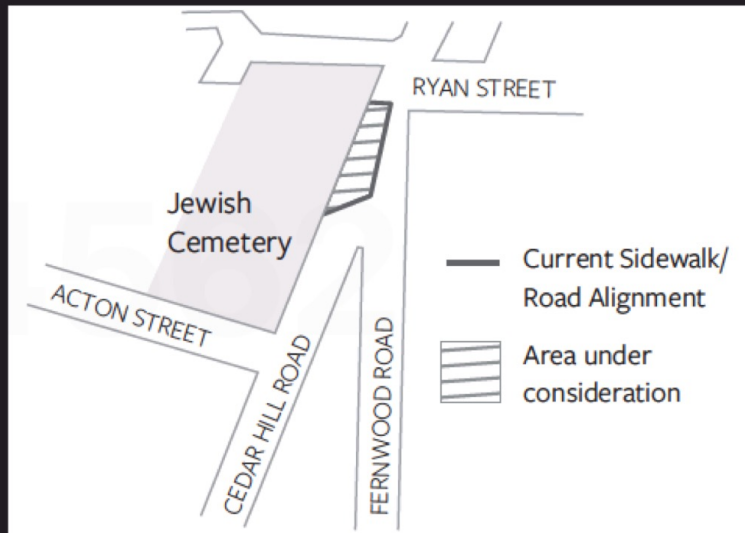 RYAN STREET
Jewish
Cemetery
ACTON STREET
CEDAR HILL ROAD
FERNWOOD ROAD
Current Sidewalk/
Road Alignment
Area under
consideration